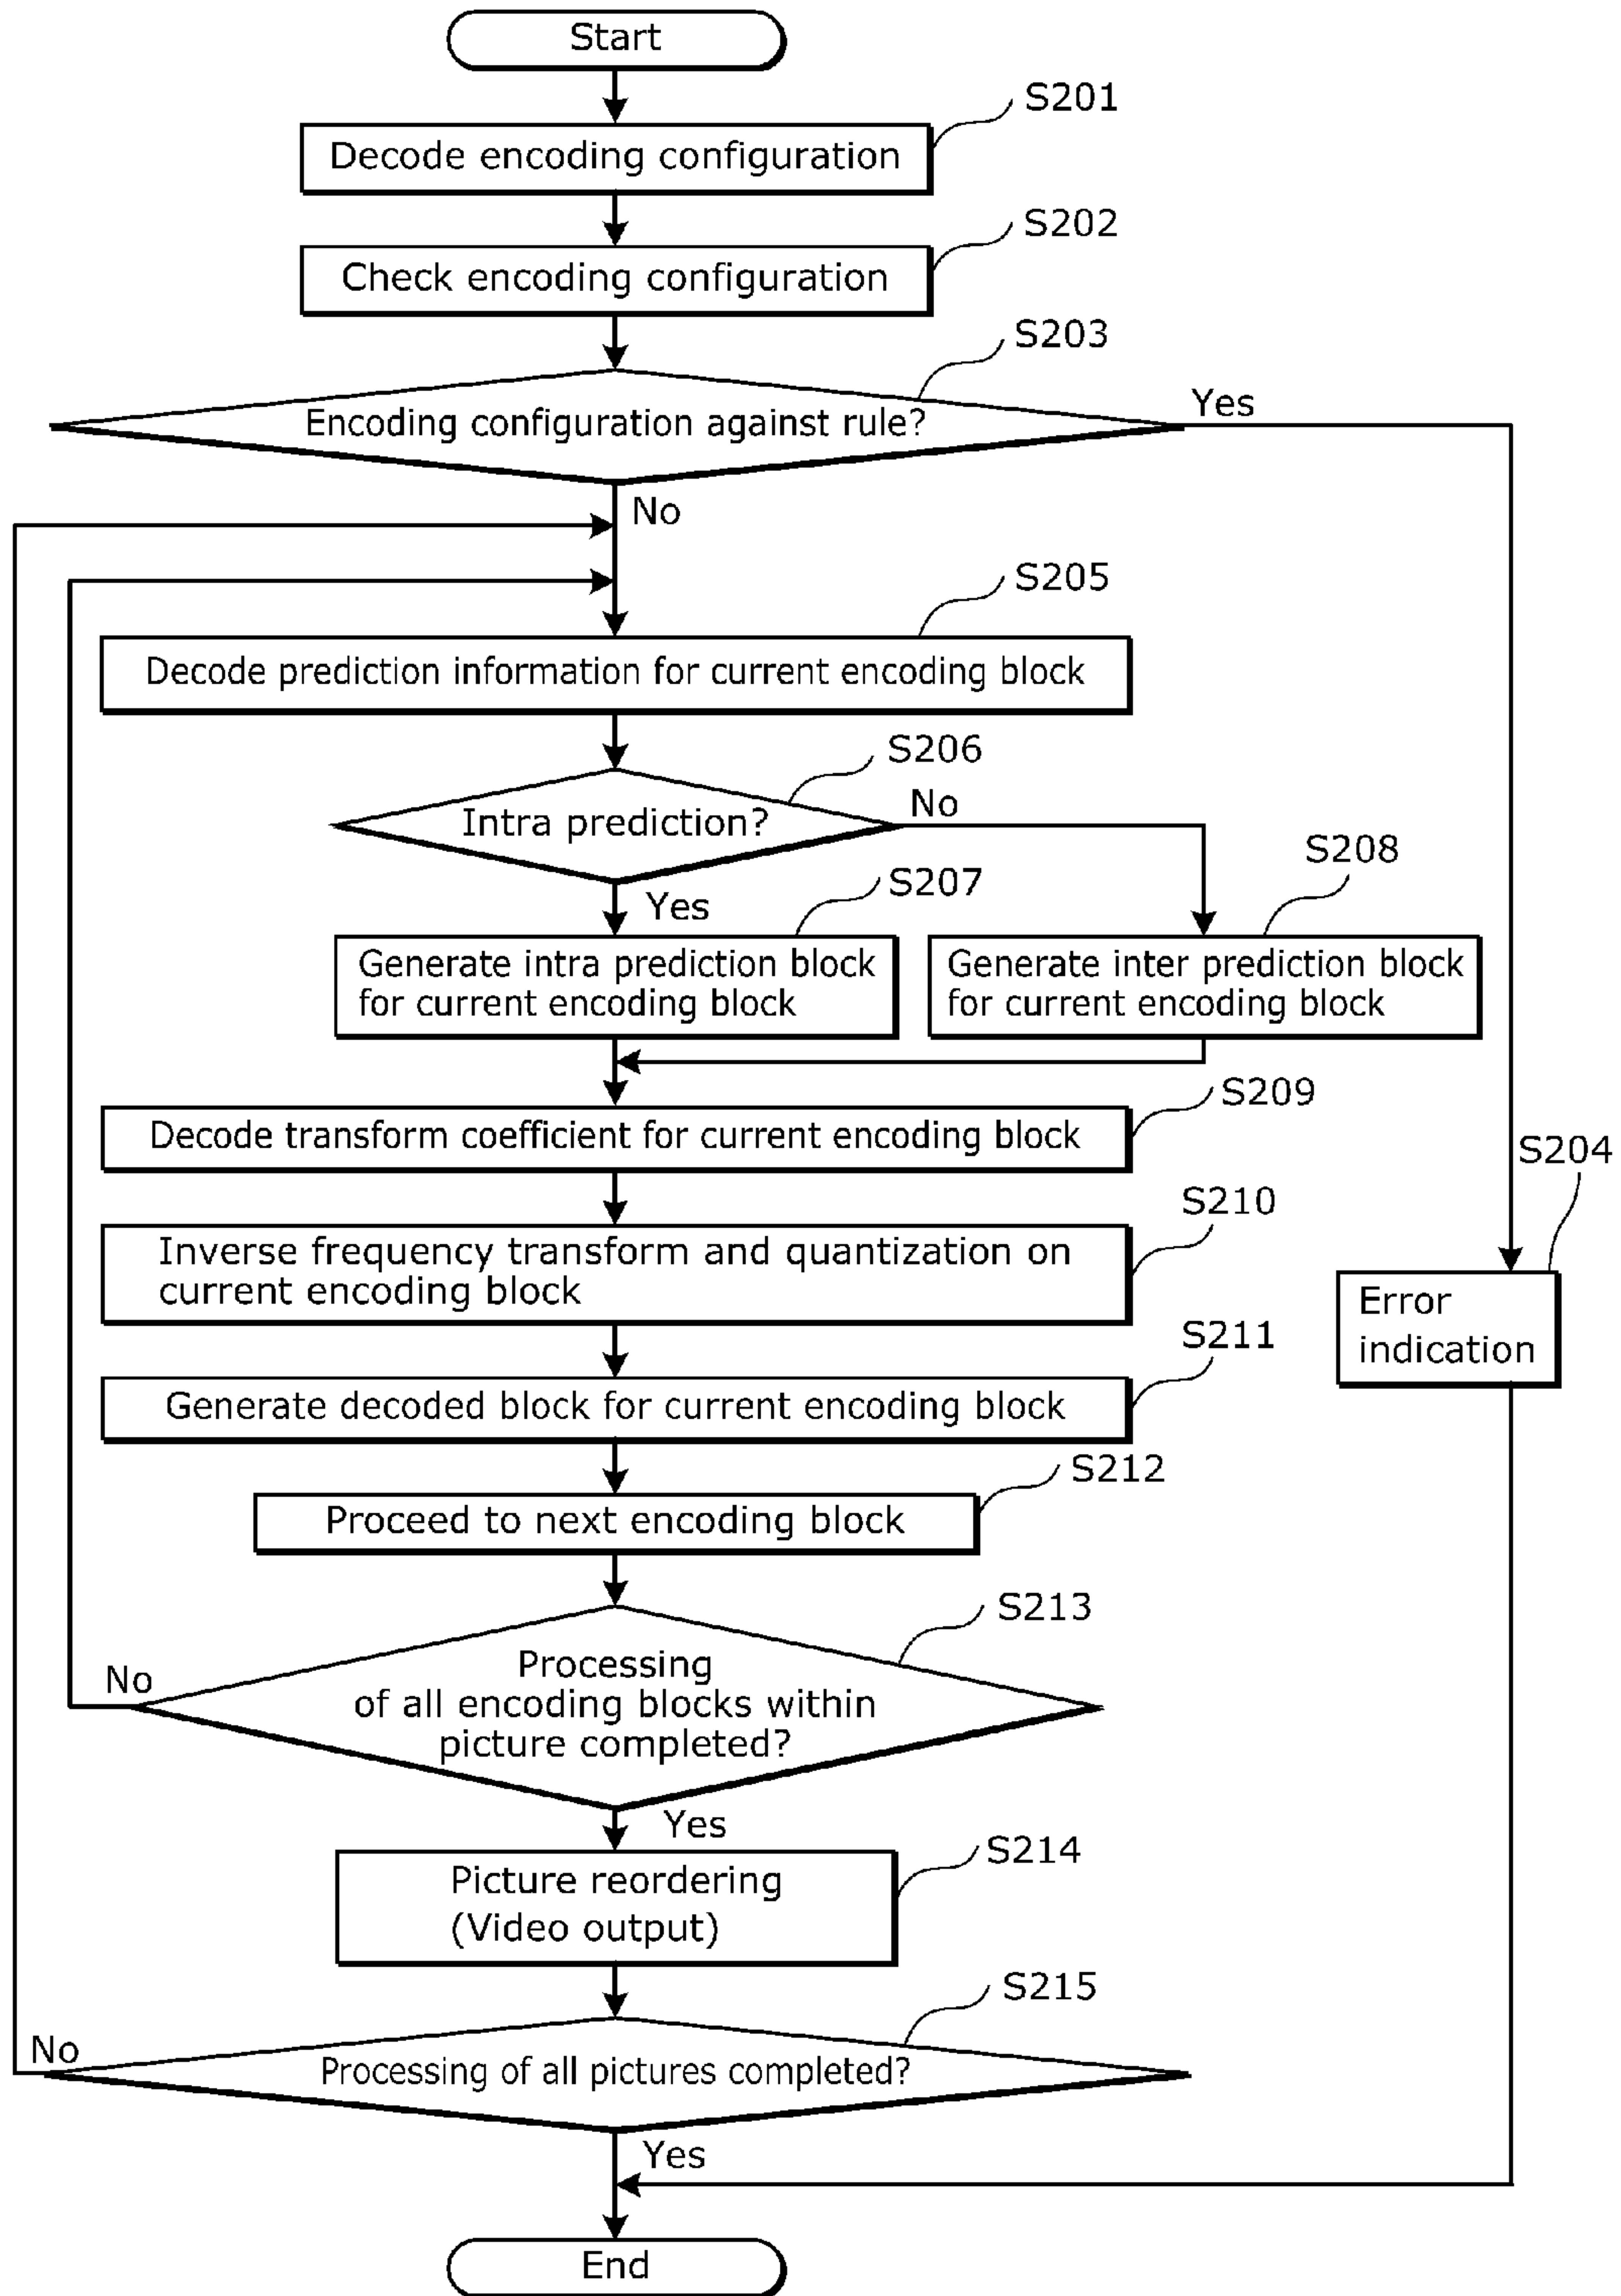 Start
S201
Decode encoding configuration
S202
Check encoding configuration
S203
Encoding configuration against rule?
Yes
No
S205
Decode prediction information for current encoding block
S206
Intra prediction?
No
S208
S207
Yes
Generate intra prediction block
for current encoding block
Generate inter prediction block
for current encoding block
S209
Decode transform coefficient for current encoding block
S204
S210
Inverse frequency transform and quantization on
current encoding block
Error
indication
S211
Generate decoded block for current encoding block
S212
Proceed to next encoding block
S213
Processing
of all encoding blocks within
picture completed?
No
Yes
S214
Picture reordering
(Video output)
S215
No
Processing of all pictures completed?
Yes
End